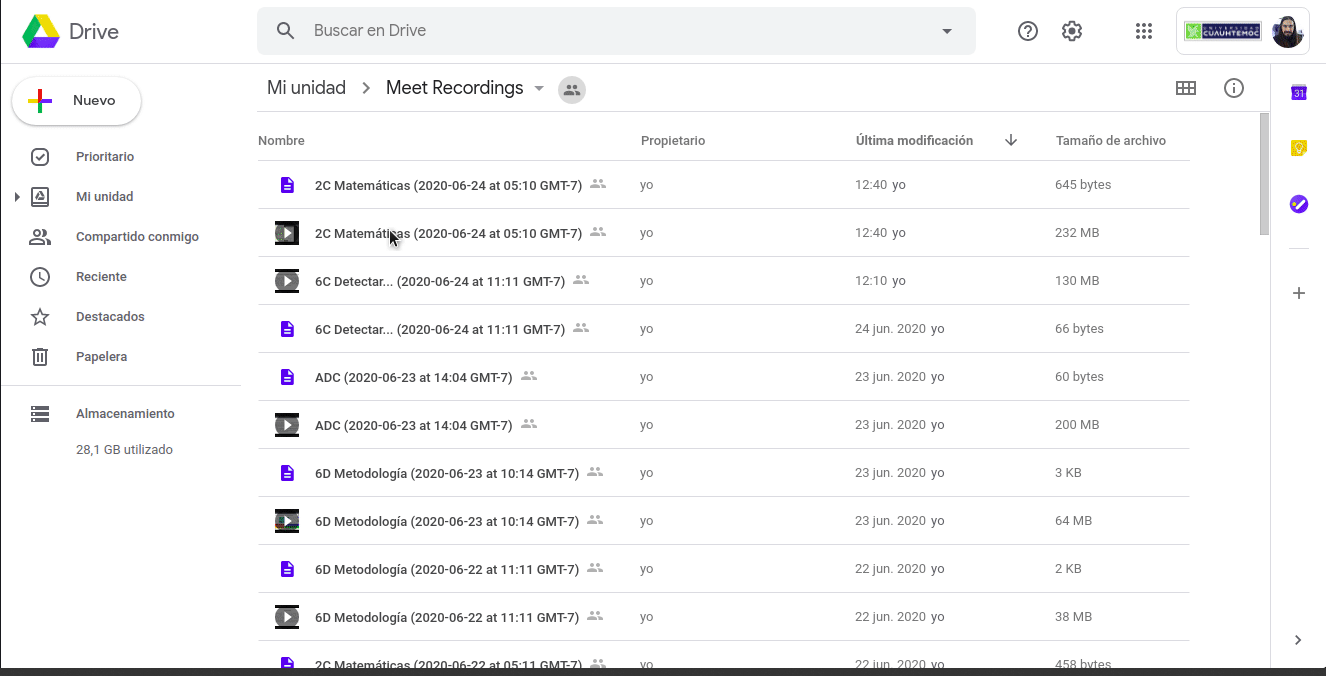 Drive
Buscar en Drive
UNIVERSIDAD
CUAUHTEMOC
Nuevo
Mi unidad > Meet Recordings
Nombre Propietario Última modificación Tamaño de archivo
Prioritario
Mi unidad
Compartido conmigo
Reciente
Destacados
Papelera
Almacenamiento
28,1 GB utilizado
2C Matemáticas (2020-06-24 at 05:10 GMT-7) yo 12:40 yo 645 bytes
2C Matemáticas (2020-06-24 at 05:10 GMT-7) yo 12:40 yo 232 MB
6C Detectar... (2020-06-24 at 11:11 GMT-7) yo 12:10 yo 130 MB
6C Detectar... (2020-06-24 at 11:11 GMT-7) yo 24 jun. 2020 yo 66 bytes
ADC (2020-06-23 at 14:04 GMT-7) yo 23 jun. 2020 yo 60 bytes
ADC (2020-06-23 at 14:04 GMT-7) yo 23 jun. 2020 yo 200 MB
6D Metodología (2020-06-23 at 10:14 GMT-7) yo 23 jun. 2020 yo 3 KB
6D Metodología (2020-06-23 at 10:14 GMT-7) yo 23 jun. 2020 yo 64 MB
6D Metodología (2020-06-22 at 11:11 GMT-7) yo 22 jun. 2020 yo 2 KB
6D Metodología (2020-06-22 at 11:11 GMT-7) yo 22 jun. 2020 yo 38 MB
2C Matemáticas (2020-06-22 at 05:11 GMT-7) yo 22 jun. 2020 yo 458 bytes
31